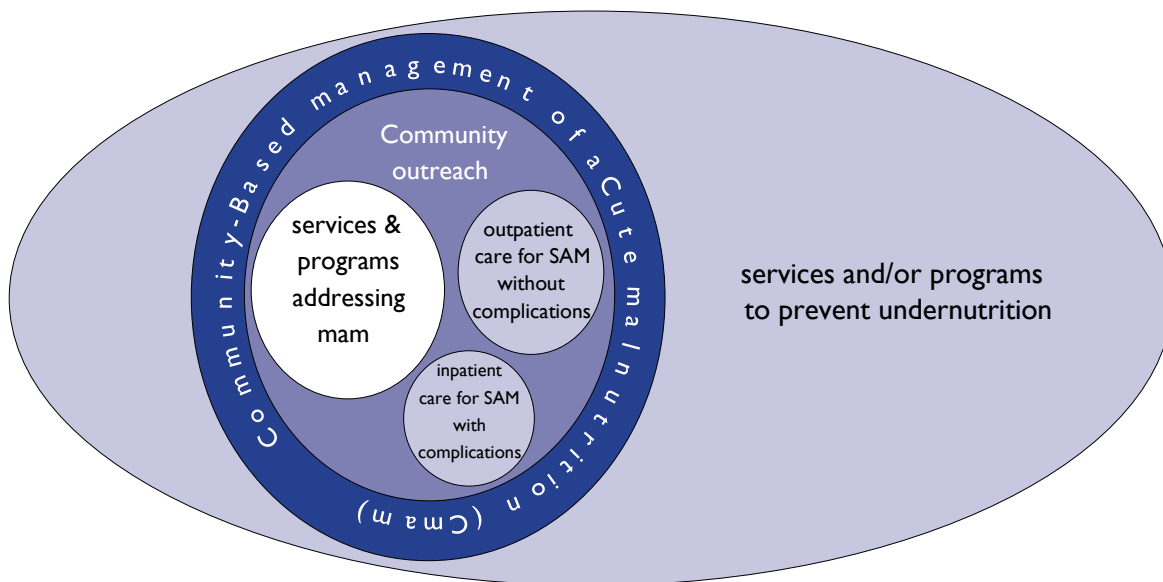 Community-Based management of aCute malnutrition (Cmam)
Community
outreach
services &
programs
addressing
mam
outpatient
care for SAM
without
complications
inpatient
care for SAM
with
complications
services and/or programs
to prevent undernutrition